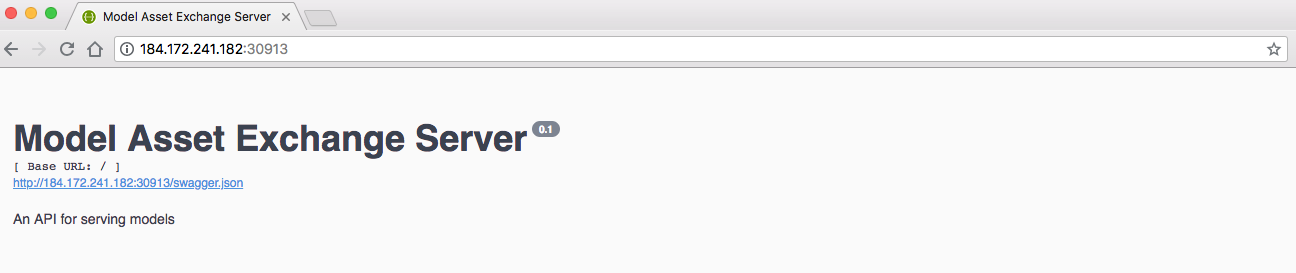 Model Asset Exchange Server
184.172.241.182:30913
Model Asset Exchange Server 0.1
[ Base URL: / ]
http://184.172.241.182:30913/swagger.json
An API for serving models